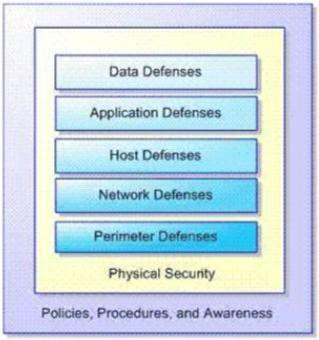 Data Defenses
Application Defenses
Host Defenses
Network Defenses
Perimeter Defenses
Physical Security
Policies, Procedures, and Awareness